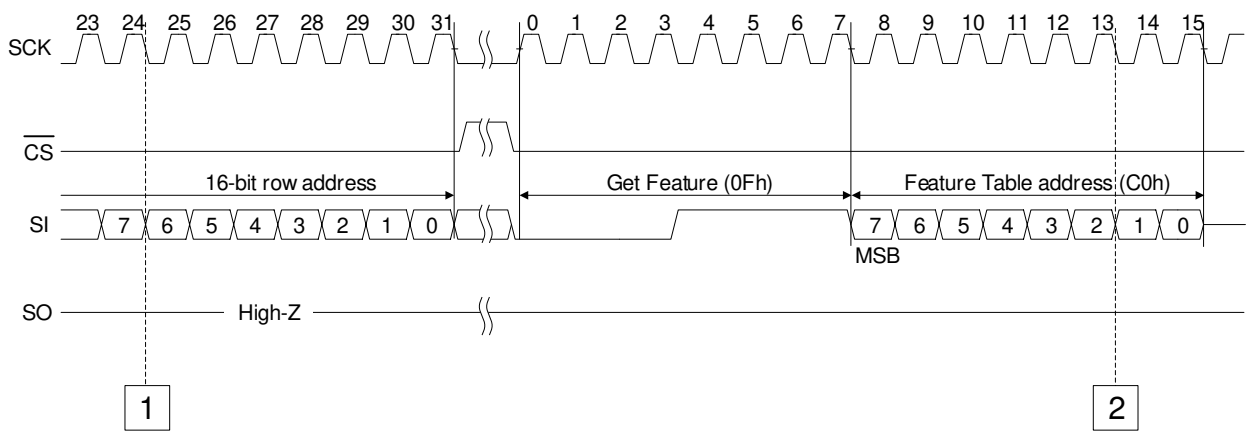 23 24 25 26 27 28 29 30 31 0 1 2 3 4 5 6 7 8 9 10 11 12 13 14 15
SCK
CS
16-bit row address Get Feature (0Fh) Feature Table address (C0h)
SI 7 6 5 4 3 2 1 0 7 6 5 4 3 2 1 0
MSB
SO High-Z
1 2